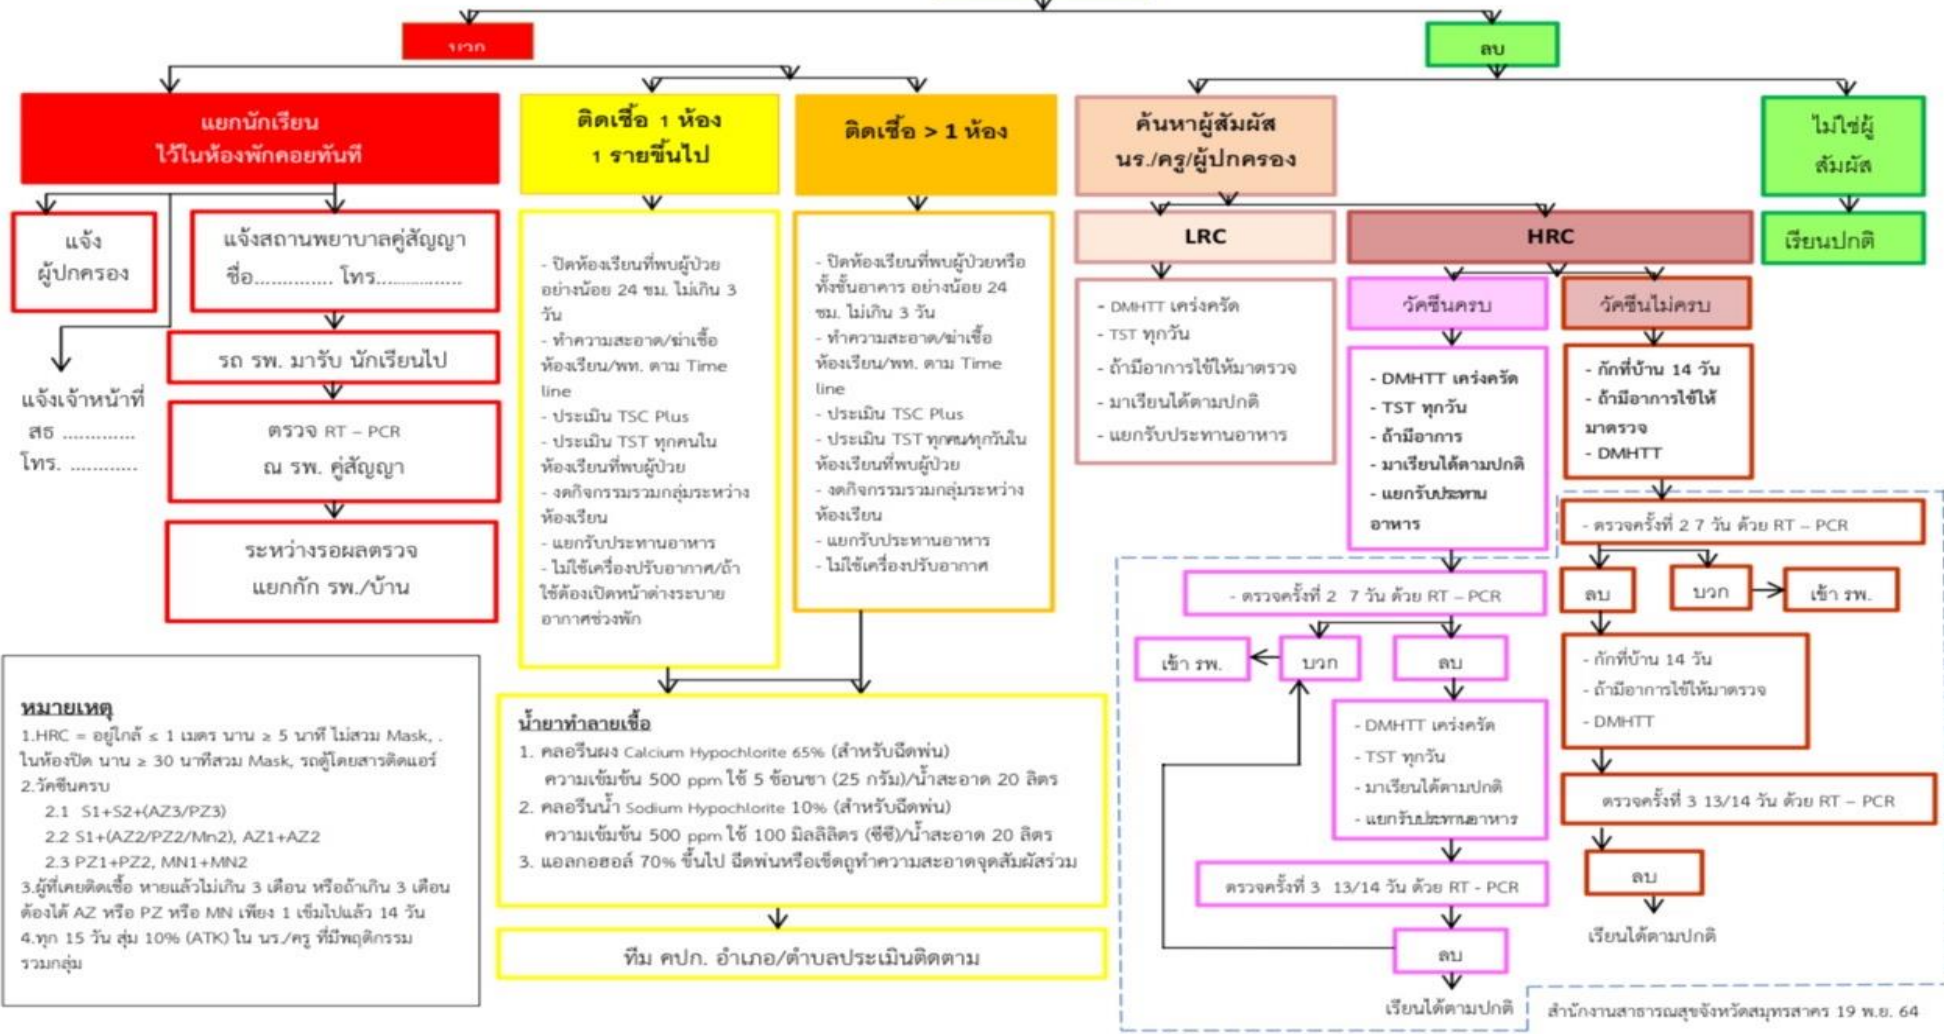 บวก
ลบ
แยกนักเรียน
ไว้ในห้องพักคอยทันที
ติดเชื้อ 1 ห้อง
1 รายขึ้นไป
ติดเชื้อ > 1 ห้อง
ค้นหาผู้สัมผัส
นร./ครู/ผู้ปกครอง
ไม่ใช่ผู้
สัมผัส
แจ้ง
ผู้ปกครอง
แจ้งสถานพยาบาลคู่สัญญา
ชื่อ.............. โทร...............
แจ้งเจ้าหน้าที่
สธ .............
โทร. ............
รถ รพ. มารับ นักเรียนไป
ตรวจ RT – PCR
ณ รพ. คู่สัญญา
ระหว่างรอผลตรวจ
แยกกัก รพ./บ้าน
- ปิดห้องเรียนที่พบผู้ป่วย
อย่างน้อย 24 ชม. ไม่เกิน 3
วัน
- ทำความสะอาด/ฆ่าเชื้อ
ห้องเรียน/พท. ตาม Time
line
- ประเมิน TSC Plus
- ประเมิน TST ทุกคนใน
ห้องเรียนที่พบผู้ป่วย
- งดกิจกรรมรวมกลุ่มระหว่าง
ห้องเรียน
- แยกรับประทานอาหาร
- ไม่ใช้เครื่องปรับอากาศ/ถ้า
ใช้ต้องเปิดหน้าต่างระบาย
อากาศช่วงพัก
- ปิดห้องเรียนที่พบผู้ป่วยหรือ
ทั้งชั้นอาคาร อย่างน้อย 24
ชม. ไม่เกิน 3 วัน
- ทำความสะอาด/ฆ่าเชื้อ
ห้องเรียน/พท. ตาม Time
line
- ประเมิน TSC Plus
- ประเมิน TST ทุกคน/ทุกวันใน
ห้องเรียนที่พบผู้ป่วย
- งดกิจกรรมรวมกลุ่มระหว่าง
ห้องเรียน
- แยกรับประทานอาหาร
- ไม่ใช้เครื่องปรับอากาศ
LRC
HRC
เรียนปกติ
- DMHTT เคร่งครัด
- TST ทุกวัน
- ถ้ามีอาการไข้ให้มาตรวจ
- มาเรียนได้ตามปกติ
- แยกรับประทานอาหาร
วัคซีนครบ
วัคซีนไม่ครบ
- DMHTT เคร่งครัด
- TST ทุกวัน
- ถ้ามีอาการ
- มาเรียนได้ตามปกติ
- แยกรับประทาน
อาหาร
- กักที่บ้าน 14 วัน
- ถ้ามีอาการไข้ให้
มาตรวจ
- DMHTT
- ตรวจครั้งที่ 2 7 วัน ด้วย RT – PCR
ลบ
บวก
เข้า รพ.
- ตรวจครั้งที่ 2 7 วัน ด้วย RT – PCR
เข้า รพ.
บวก
ลบ
- กักที่บ้าน 14 วัน
- ถ้ามีอาการไข้ให้มาตรวจ
- DMHTT
- DMHTT เคร่งครัด
- TST ทุกวัน
- มาเรียนได้ตามปกติ
- แยกรับประทานอาหาร
ตรวจครั้งที่ 3 13/14 วัน ด้วย RT – PCR
ลบ
เรียนได้ตามปกติ
ตรวจครั้งที่ 3 13/14 วัน ด้วย RT - PCR
ลบ
เรียนได้ตามปกติ
หมายเหตุ
1.HRC = อยู่ใกล้ ≤ 1 เมตร นาน ≥ 5 นาที ไม่สวม Mask, .
ในห้องปิด นาน ≥ 30 นาทีสวม Mask, รถตู้โดยสารติดแอร์
2.วัคซีนครบ
2.1 S1+S2+(AZ3/PZ3)
2.2 S1+(AZ2/PZ2/Mn2), AZ1+AZ2
2.3 PZ1+PZ2, MN1+MN2
3.ผู้ที่เคยติดเชื้อ หายแล้วไม่เกิน 3 เดือน หรือถ้าเกิน 3 เดือน
ต้องได้ AZ หรือ PZ หรือ MN เพียง 1 เข็มไปแล้ว 14 วัน
4.ทุก 15 วัน สุ่ม 10% (ATK) ใน นร./ครู ที่มีพฤติกรรม
รวมกลุ่ม
น้ำยาทำลายเชื้อ
1. คลอรีนผง Calcium Hypochlorite 65% (สำหรับฉีดพ่น)
ความเข้มข้น 500 ppm ใช้ 5 ช้อนชา (25 กรัม)/น้ำสะอาด 20 ลิตร
2. คลอรีนน้ำ Sodium Hypochlorite 10% (สำหรับฉีดพ่น)
ความเข้มข้น 500 ppm ใช้ 100 มิลลิลิตร (ซีซี)/น้ำสะอาด 20 ลิตร
3. แอลกอฮอล์ 70% ขึ้นไป ฉีดพ่นหรือเช็ดถูทำความสะอาดจุดสัมผัสร่วม
ทีม คปก. อำเภอ/ตำบลประเมินติดตาม
สำนักงานสาธารณสุขจังหวัดสมุทรสาคร 19 พ.ย. 64